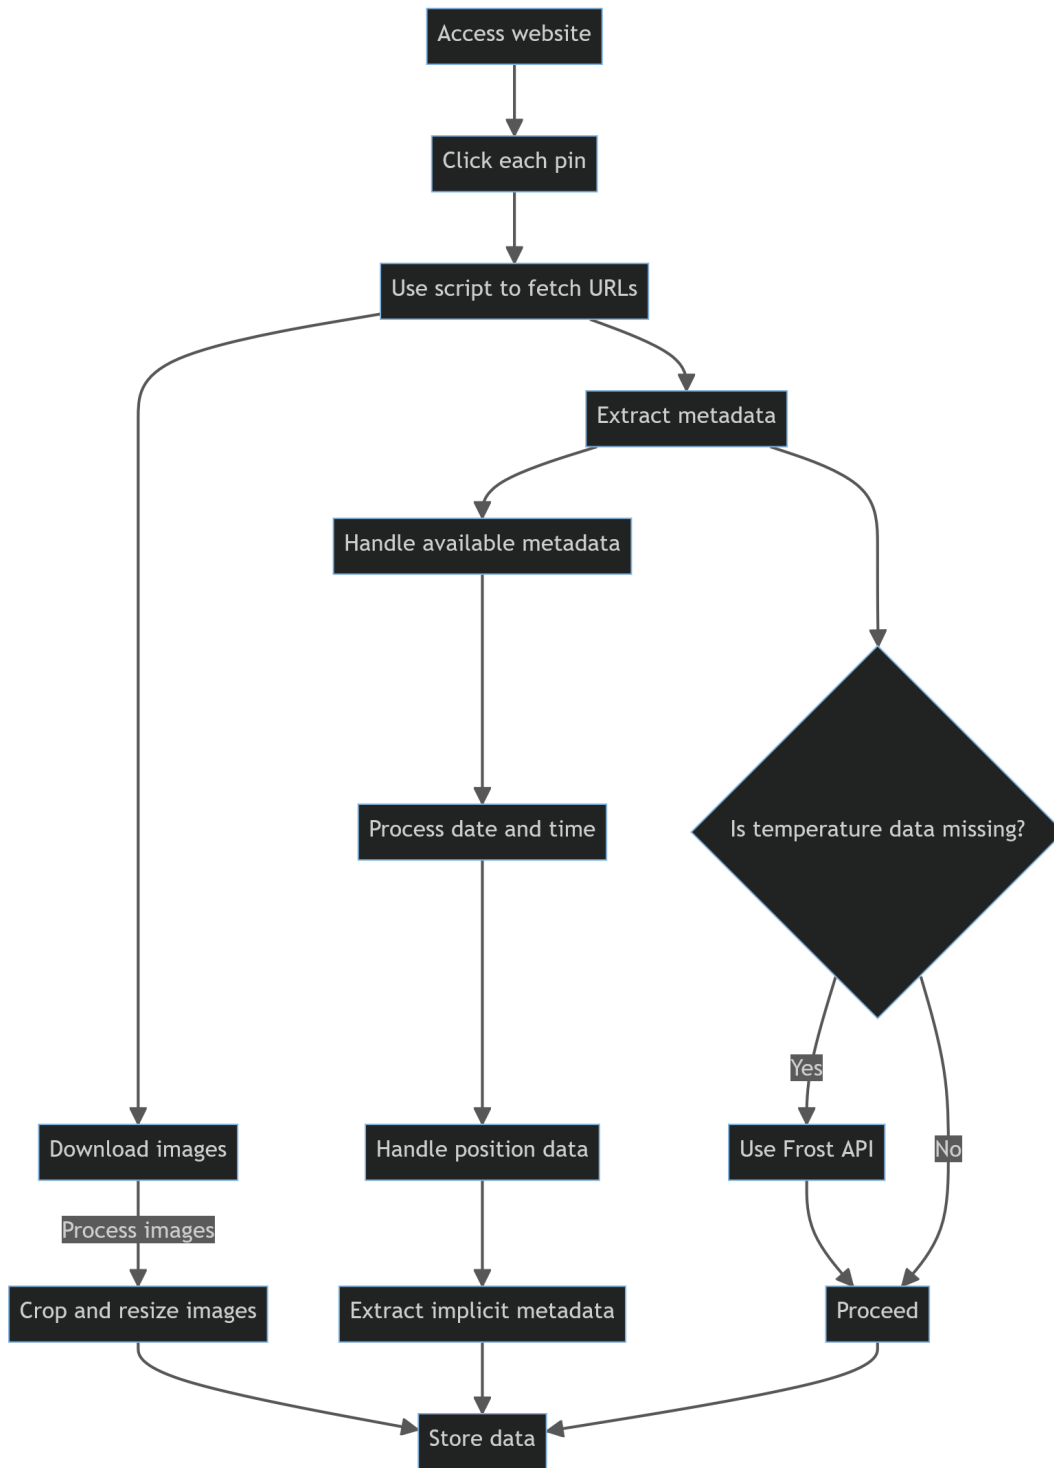 Access website
Click each pin
Use script to fetch URLs
Extract metadata
Handle available metadata
Process date and time
Is temperature data missing?
Yes
Download images
Handle position data
Use Frost API
No
Process images
Crop and resize images
Extract implicit metadata
Proceed
Store data